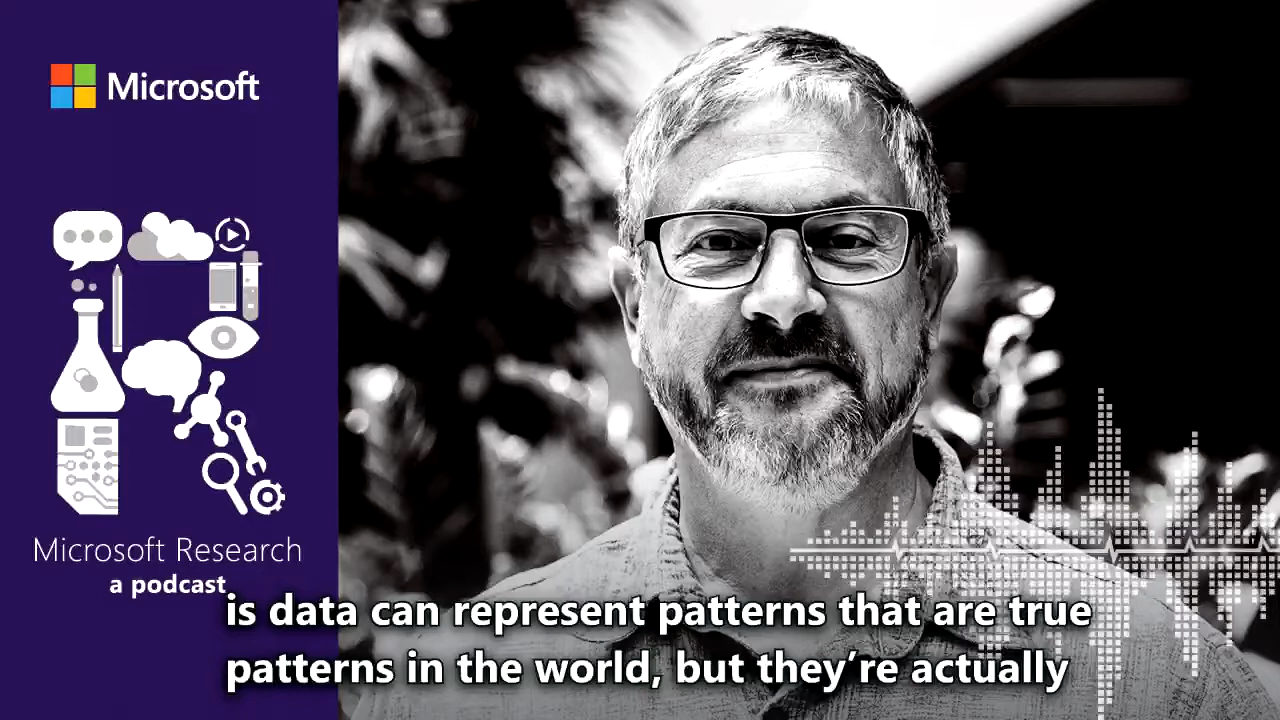 Microsoft
Microsoft Research
a podcast
is data can represent patterns that are true
patterns in the world, but they’re actually